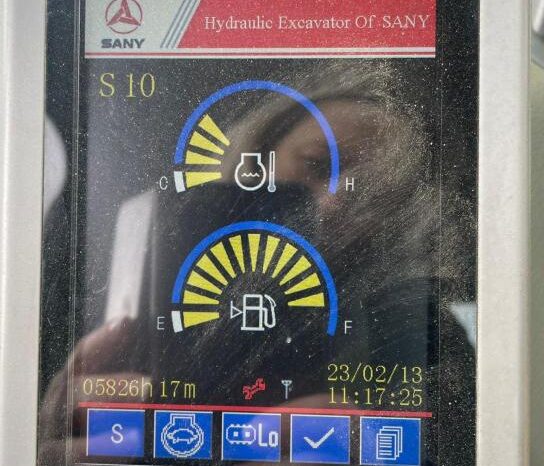 SANY
Hydraulic Excavator Of SANY
S 10
C H
E F
05826h 17m
23/02/13
11:17:25
S
Lo